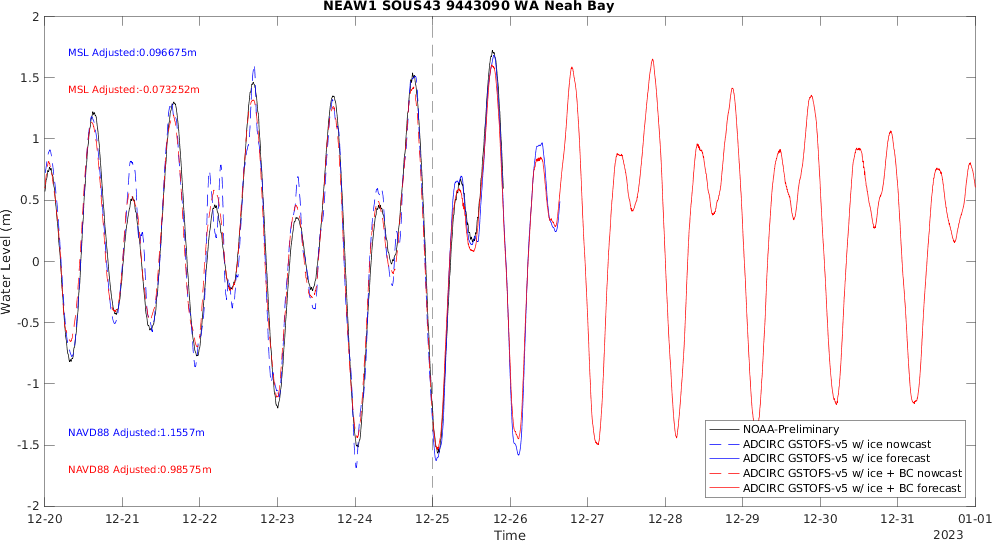 NEAW1 SOUS43 9443090 WA Neah Bay
MSL Adjusted:0.096675m
MSL Adjusted:-0.073252m
NAVD88 Adjusted:1.1557m
NAVD88 Adjusted:0.98575m
Water Level (m)
2
1.5
1
0.5
0
-0.5
-1
-1.5
-2
NOAA-Preliminary
ADCIRC GSTOFS-v5 w/ ice nowcast
ADCIRC GSTOFS-v5 w/ ice forecast
ADCIRC GSTOFS-v5 w/ ice + BC nowcast
ADCIRC GSTOFS-v5 w/ ice + BC forecast
12-20 12-21 12-22 12-23 12-24 12-25 12-26 12-27 12-28 12-29 12-30 12-31 01-01
Time
2023